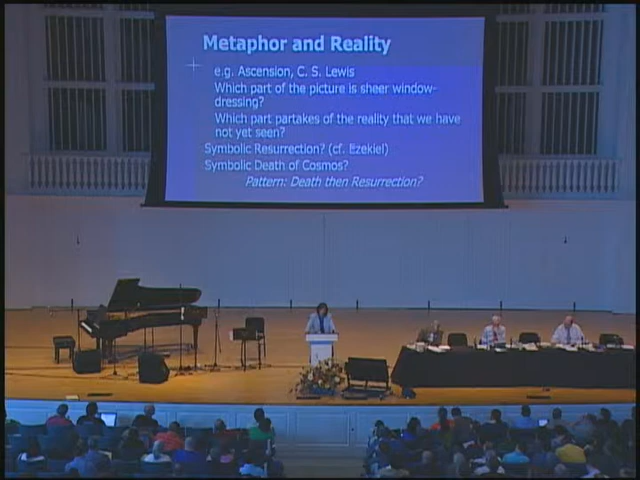 Metaphor and Reality
e.g. Ascension, C. S. Lewis
Which part of the picture is sheer window-
dressing?
Which part partakes of the reality that we have
not yet seen?
Symbolic Resurrection? (cf. Ezekiel)
Symbolic Death of Cosmos?
Pattern: Death then Resurrection?